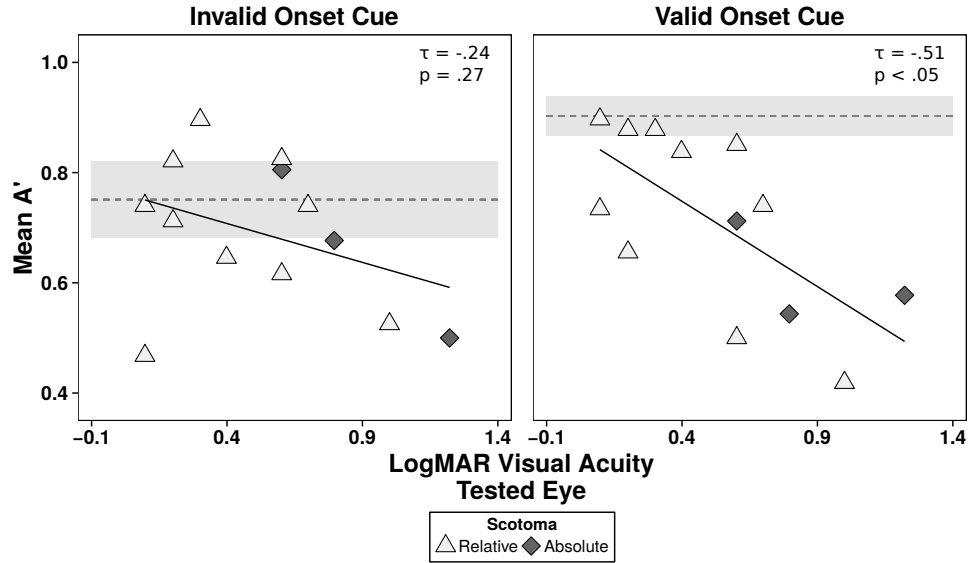 Invalid Onset Cue
Valid Onset Cue
τ = -.24
p = .27
τ = -.51
p < .05
Mean A'
1.0
0.8
0.6
0.4
−0.1 0.4 0.9 1.4
−0.1 0.4 0.9 1.4
LogMAR Visual Acuity
Tested Eye
Scotoma
Relative Absolute